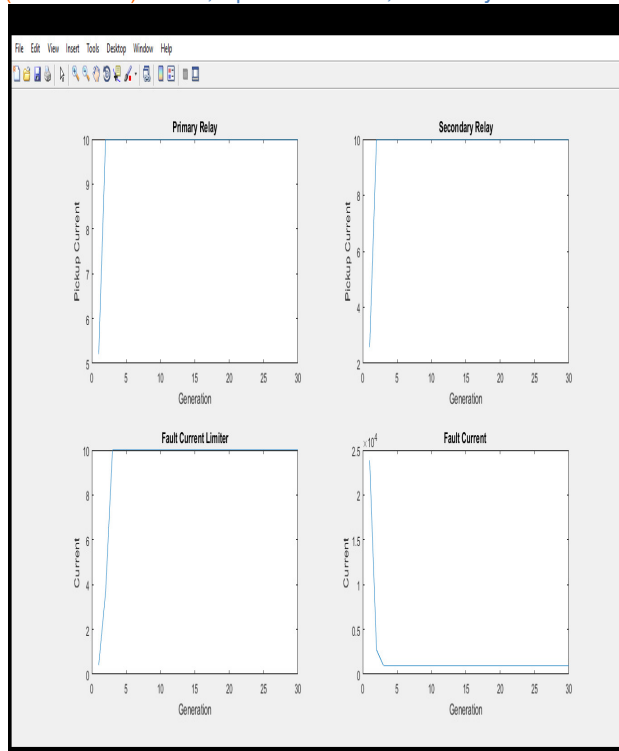 File Edit View Insert Tools Desktop Window Help
Primary Relay
10
9
8
7
6
5
Pickup Current
0 5 10 15 20 25 30
Generation
Secondary Relay
10
8
6
4
2
Pickup Current
0 5 10 15 20 25 30
Generation
Fault Current Limiter
10
8
6
4
2
0
Current
0 5 10 15 20 25 30
Generation
Fault Current
×10^4
2.5
2
1.5
1
0.5
0
Current
0 5 10 15 20 25 30
Generation